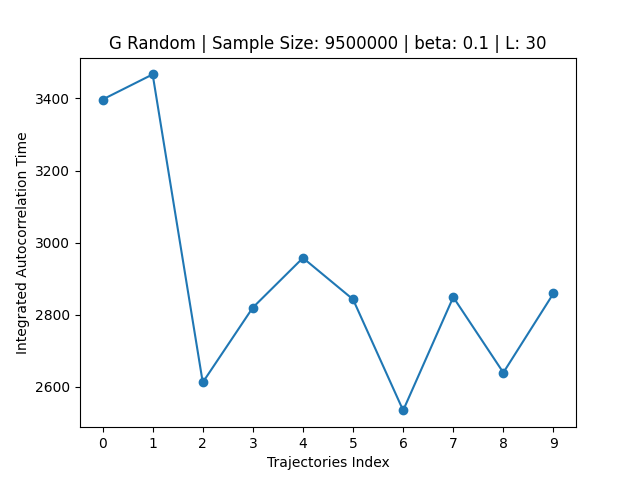 G Random | Sample Size: 9500000 | beta: 0.1 | L: 30
Integrated Autocorrelation Time
3400
3200
3000
2800
2600
0 1 2 3 4 5 6 7 8 9
Trajectories Index